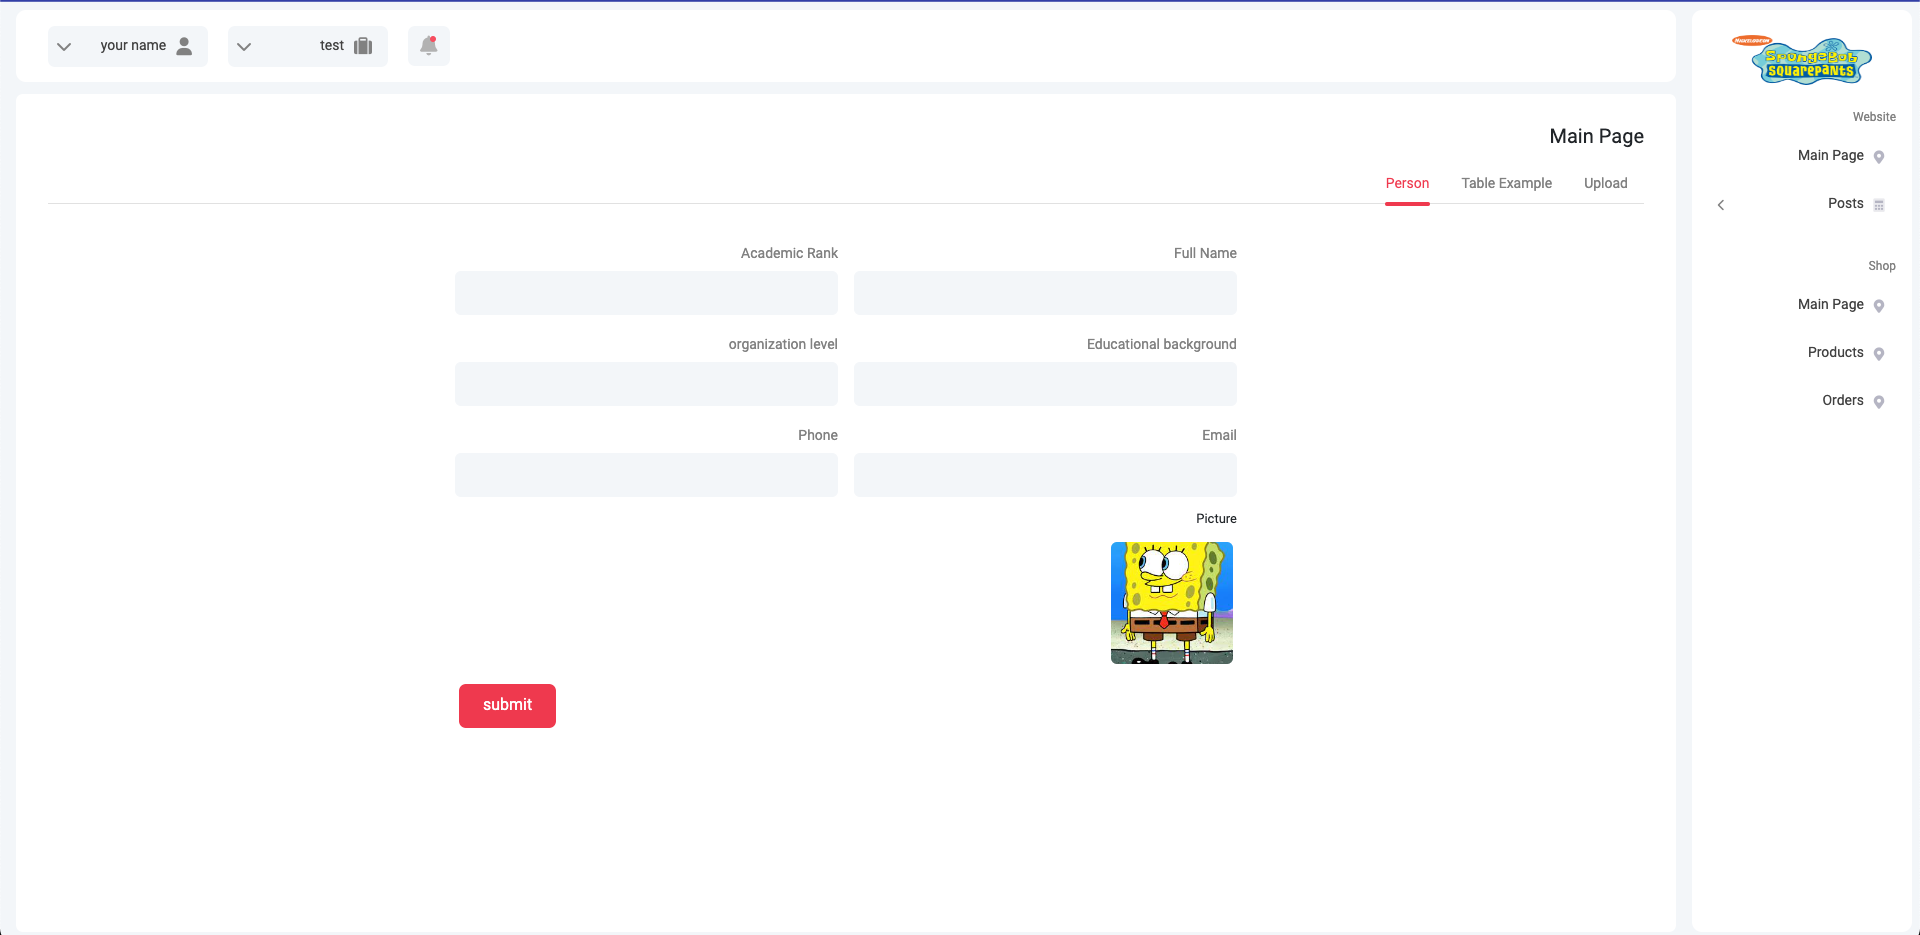 your name
test
NICKELODEON
SpongeBob
SQUAREPANTS
Website
Main Page
Posts
Shop
Main Page
Products
Orders
Main Page
Person
Table Example
Upload
Academic Rank
Full Name
organization level
Educational background
Phone
Email
Picture
submit